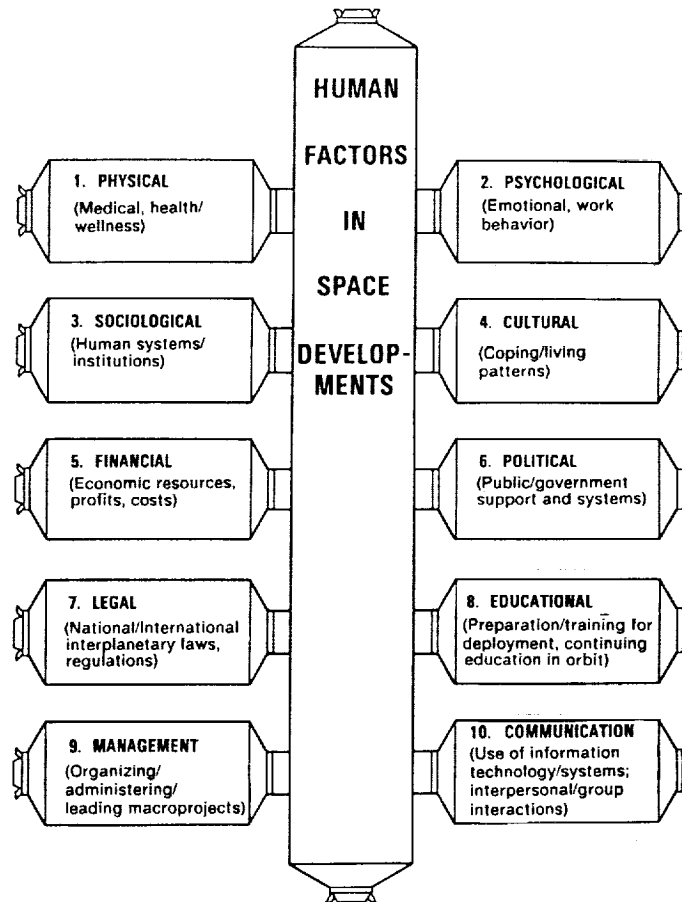 HUMAN
FACTORS
IN
SPACE
DEVELOP-
MENTS
1. PHYSICAL
(Medical, health/
wellness)
2. PSYCHOLOGICAL
(Emotional, work
behavior)
3. SOCIOLOGICAL
(Human systems/
institutions)
4. CULTURAL
(Coping/living
patterns)
5. FINANCIAL
(Economic resources,
profits, costs)
6. POLITICAL
(Public/government
support and systems)
7. LEGAL
(National/International
interplanetary laws,
regulations)
8. EDUCATIONAL
(Preparation/training for
deployment, continuing
education in orbit)
9. MANAGEMENT
(Organizing/
administering/
leading macroprojects)
10. COMMUNICATION
(Use of information
technology/systems;
interpersonal/group
interactions)